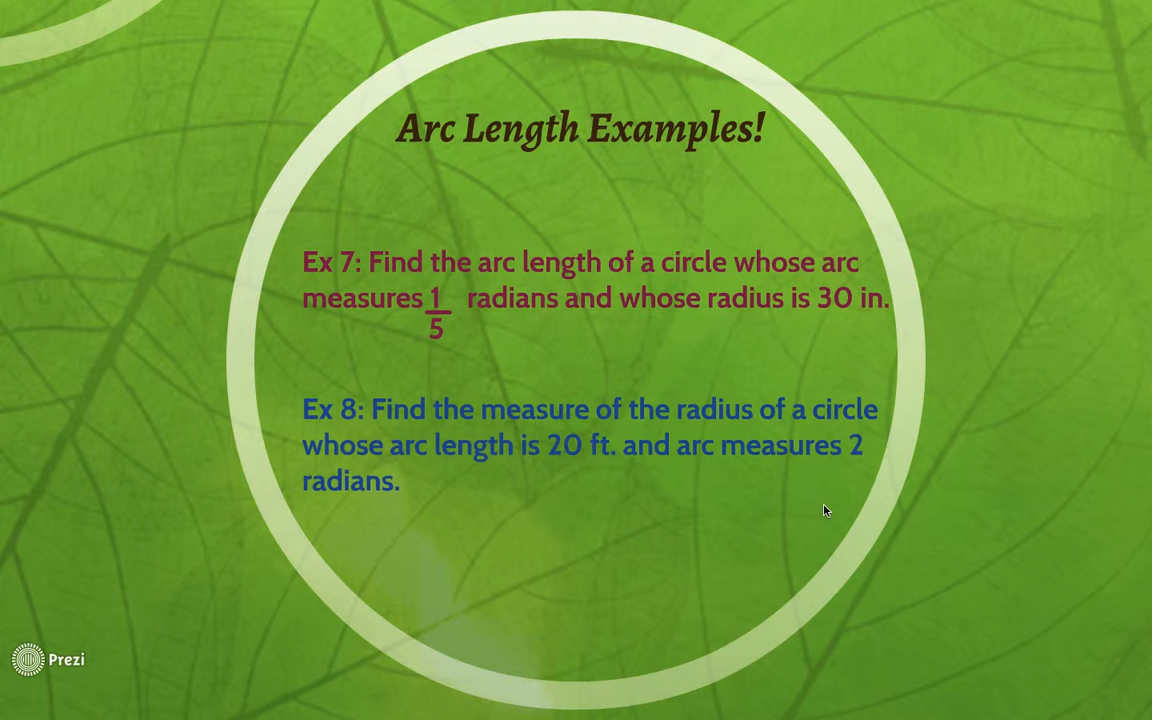 Arc Length Examples!
Ex 7: Find the arc length of a circle whose arc
measures 1/5 radians and whose radius is 30 in.
Ex 8: Find the measure of the radius of a circle
whose arc length is 20 ft. and arc measures 2
radians.
Prezi